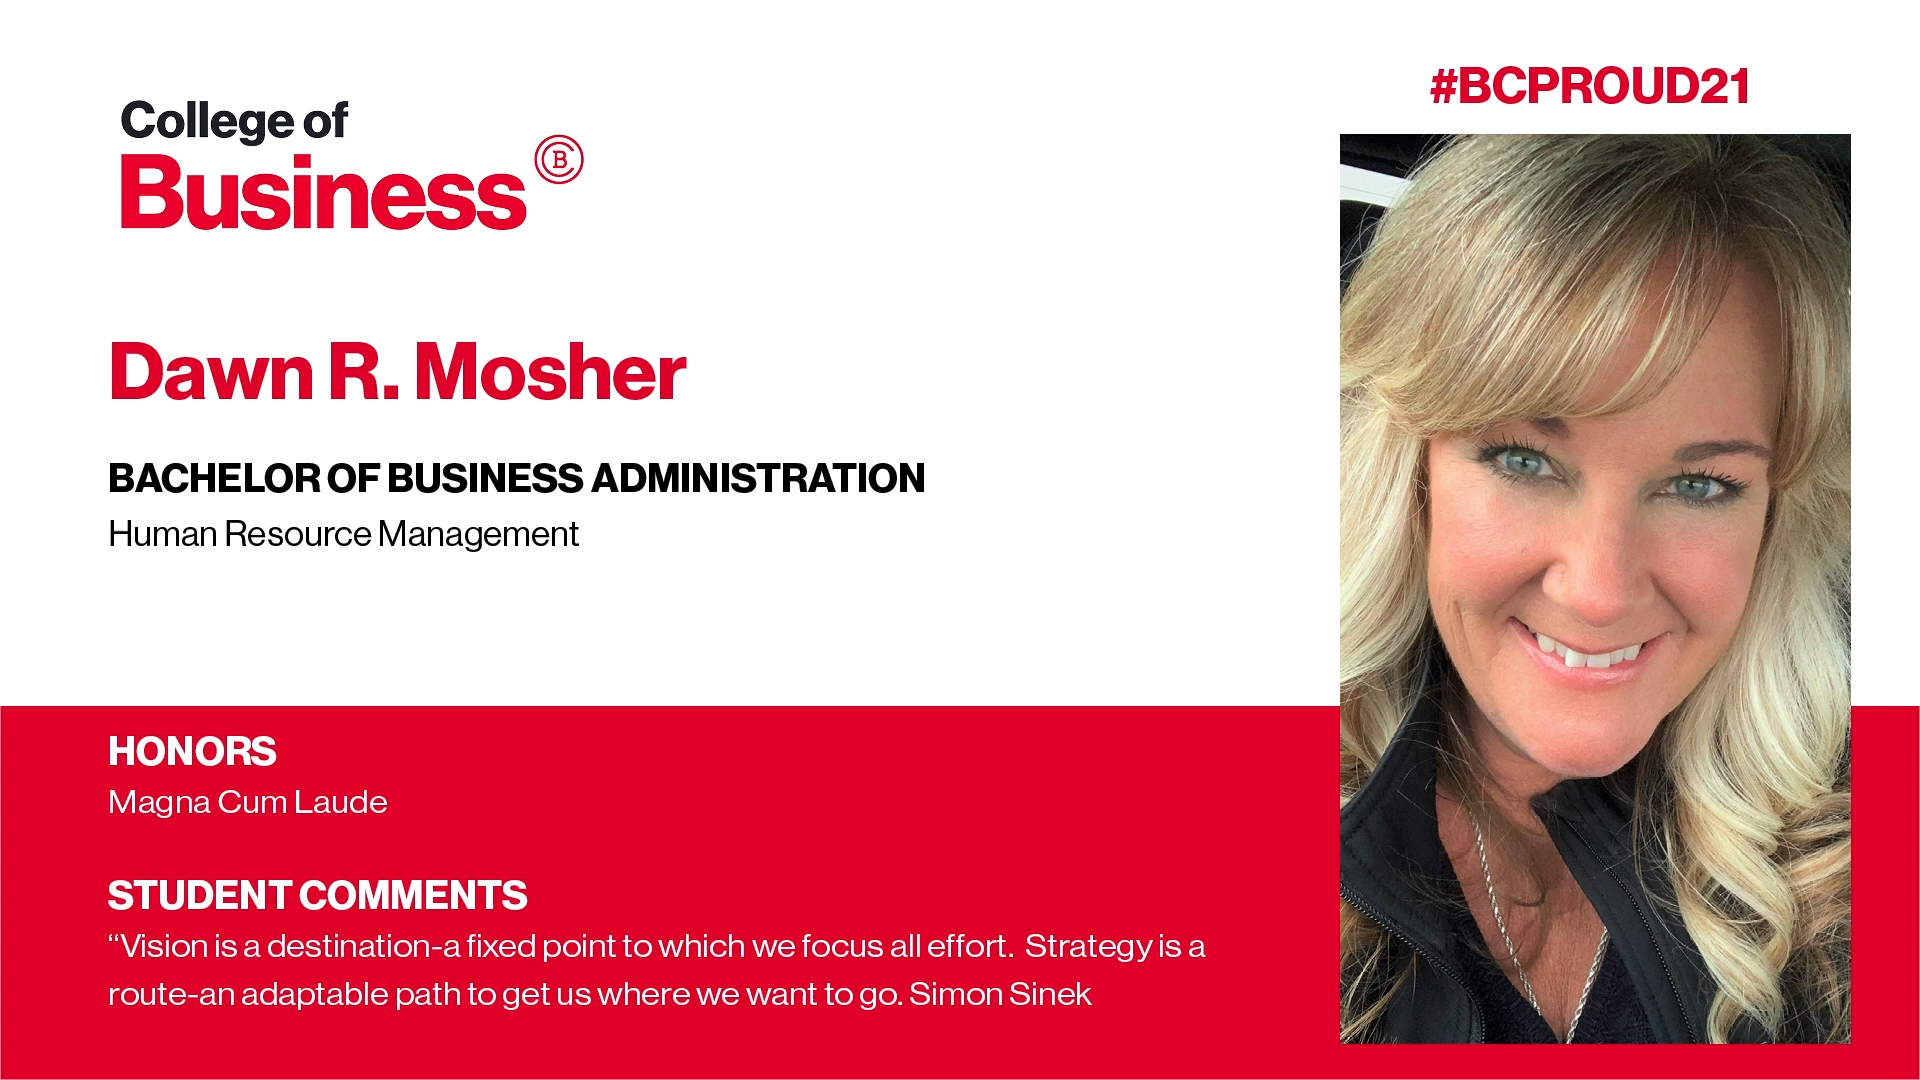 #BCPROUD21
College of
Business
B
Dawn R. Mosher
BACHELOR OF BUSINESS ADMINISTRATION
Human Resource Management
HONORS
Magna Cum Laude
STUDENT COMMENTS
“Vision is a destination-a fixed point to which we focus all effort.  Strategy is a
route-an adaptable path to get us where we want to go. Simon Sinek